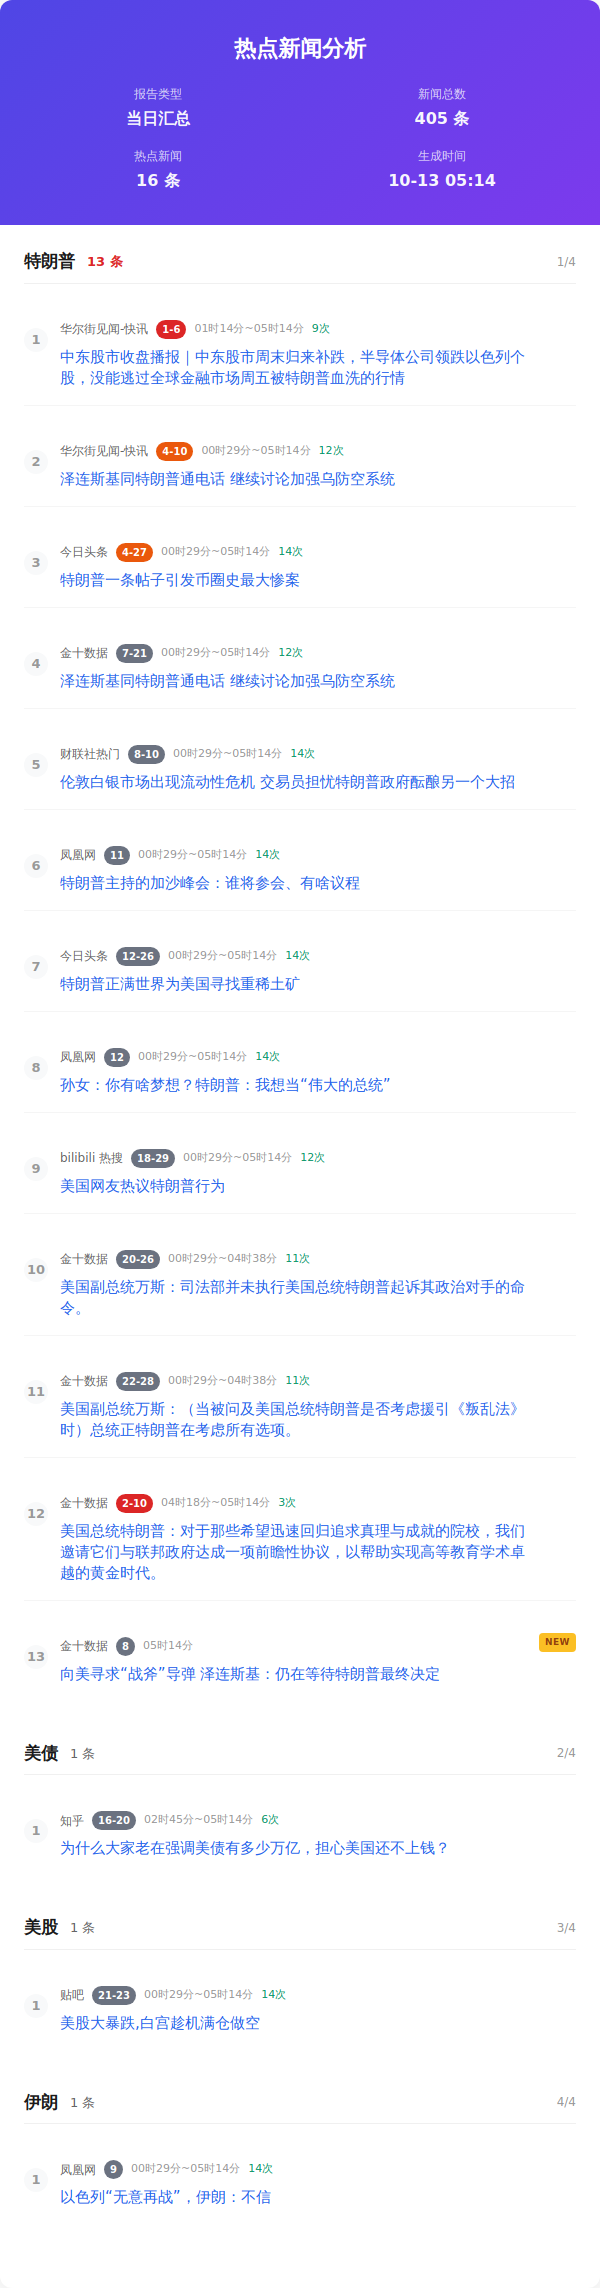 热点新闻分析
报告类型
新闻总数
当日汇总
405 条
热点新闻
生成时间
16 条
10-13 05:14
特朗普 13 条 1/4
1
华尔街见闻-快讯 1-6 01时14分~05时14分 9次
中东股市收盘播报｜中东股市周末归来补跌，半导体公司领跌以色列个
股，没能逃过全球金融市场周五被特朗普血洗的行情
2
华尔街见闻-快讯 4-10 00时29分~05时14分 12次
泽连斯基同特朗普通电话 继续讨论加强乌防空系统
3
今日头条 4-27 00时29分~05时14分 14次
特朗普一条帖子引发币圈史最大惨案
4
金十数据 7-21 00时29分~05时14分 12次
泽连斯基同特朗普通电话 继续讨论加强乌防空系统
5
财联社热门 8-10 00时29分~05时14分 14次
伦敦白银市场出现流动性危机 交易员担忧特朗普政府酝酿另一个大招
6
凤凰网 11 00时29分~05时14分 14次
特朗普主持的加沙峰会：谁将参会、有啥议程
7
今日头条 12-26 00时29分~05时14分 14次
特朗普正满世界为美国寻找重稀土矿
8
凤凰网 12 00时29分~05时14分 14次
孙女：你有啥梦想？特朗普：我想当“伟大的总统”
9
bilibili 热搜 18-29 00时29分~05时14分 12次
美国网友热议特朗普行为
10
金十数据 20-26 00时29分~04时38分 11次
美国副总统万斯：司法部并未执行美国总统特朗普起诉其政治对手的命
令。
11
金十数据 22-28 00时29分~04时38分 11次
美国副总统万斯：（当被问及美国总统特朗普是否考虑援引《叛乱法》
时）总统正特朗普在考虑所有选项。
12
金十数据 2-10 04时18分~05时14分 3次
美国总统特朗普：对于那些希望迅速回归追求真理与成就的院校，我们
邀请它们与联邦政府达成一项前瞻性协议，以帮助实现高等教育学术卓
越的黄金时代。
13
金十数据 8 05时14分 NEW
向美寻求“战斧”导弹 泽连斯基：仍在等待特朗普最终决定
美债 1 条 2/4
1
知乎 16-20 02时45分~05时14分 6次
为什么大家老在强调美债有多少万亿，担心美国还不上钱？
美股 1 条 3/4
1
贴吧 21-23 00时29分~05时14分 14次
美股大暴跌,白宫趁机满仓做空
伊朗 1 条 4/4
1
凤凰网 9 00时29分~05时14分 14次
以色列“无意再战”，伊朗：不信